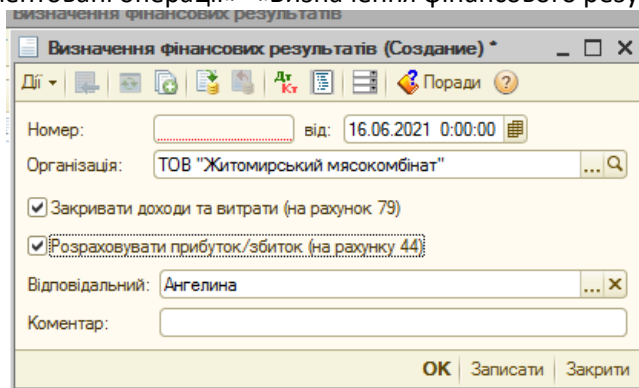 Визначення фінансових результатів
Визначення фінансових результатів (Создание) *
Дії Дт Кт Поради
Номер: від: 16.06.2021 0:00:00
Організація: ТОВ "Житомирський мясокомбінат" ...
Закривати доходи та витрати (на рахунок 79)
Розраховувати прибуток/збиток (на рахунку 44)
Відповідальний: Ангелина ...
Коментар:
OK Записати Закрити